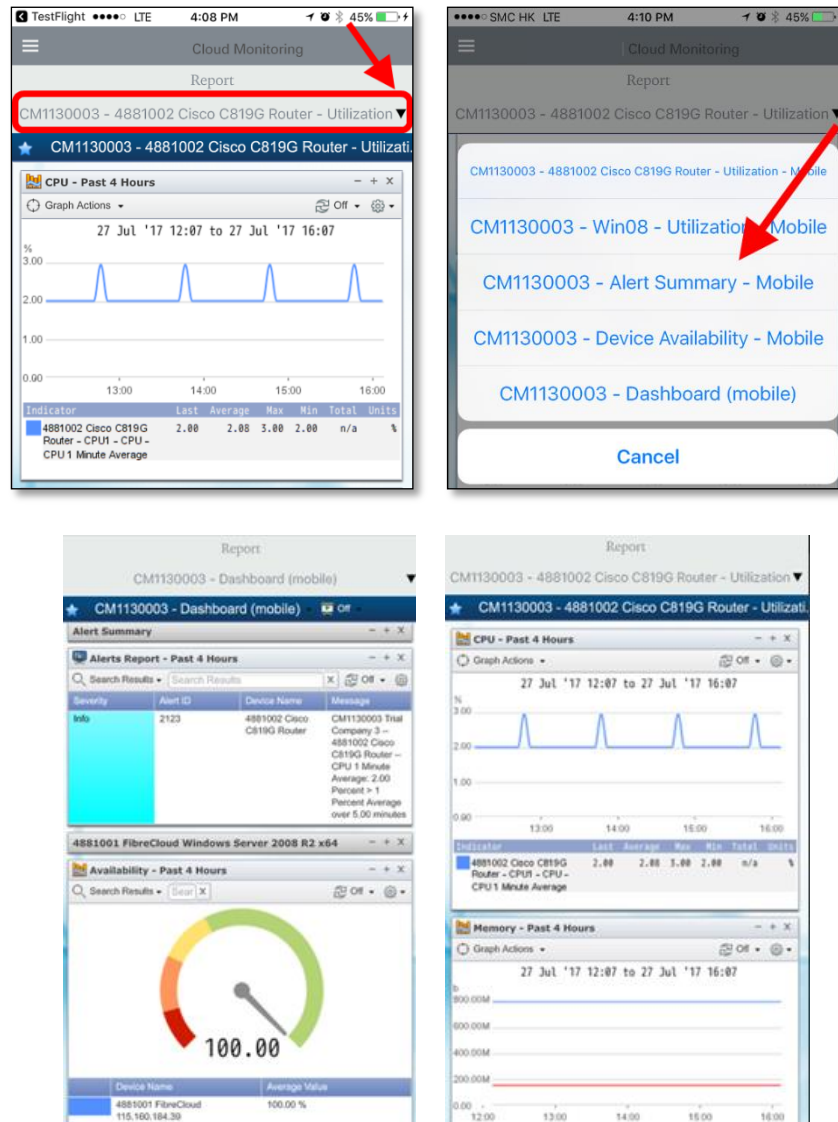 TestFlight LTE 4:08 PM 45%
Cloud Monitoring
Report
CM1130003 - 4881002 Cisco C819G Router - Utilization ▼
CM1130003 - 4881002 Cisco C819G Router - Utilizati.
CPU - Past 4 Hours - + x
Graph Actions Off
27 Jul '17 12:07 to 27 Jul '17 16:07
%
3.00
2.00
1.00
0.00
13:00 14:00 15:00 16:00
Indicator Last Average Max Min Total Units
4881002 Cisco C819G 2.00 2.08 3.00 2.00 n/a %
Router - CPU1 - CPU -
CPU 1 Minute Average
SMC HK LTE 4:10 PM 45%
Cloud Monitoring
Report
CM1130003 - 4881002 Cisco C819G Router - Utilization
CM1130003 - 4881002 Cisco C819G Router - Utilization - Mobile
CM1130003 - Win08 - Utilization - Mobile
CM1130003 - Alert Summary - Mobile
CM1130003 - Device Availability - Mobile
CM1130003 - Dashboard (mobile)
Cancel
Report
CM1130003 - Dashboard (mobile) ▼
CM1130003 - Dashboard (mobile) Off
Alert Summary - + x
Alerts Report - Past 4 Hours - + x
Search Results Search Results x Off
Severity Alert ID Device Name Message
Info 2123 4881002 Cisco CM1130003 Trial
C819G Router Company 3 --
4881002 Cisco
C819G Router --
CPU 1 Minute
Average: 2.00
Percent > 1
Percent Average
over 5.00 minutes
4881001 FibreCloud Windows Server 2008 R2 x64 - + x
Availability - Past 4 Hours - + x
Search Results Sear x Off
100.00
Device Name Average Value
4881001 FibreCloud 100.00 %
115.160.184.39
Report
CM1130003 - 4881002 Cisco C819G Router - Utilization ▼
CM1130003 - 4881002 Cisco C819G Router - Utilizati.
CPU - Past 4 Hours - + x
Graph Actions Off
27 Jul '17 12:07 to 27 Jul '17 16:07
%
3.00
2.00
1.00
0.00
13:00 14:00 15:00 16:00
Indicator Last Average Max Min Total Units
4881002 Cisco C819G 2.00 2.08 3.00 2.00 n/a %
Router - CPU1 - CPU -
CPU 1 Minute Average
Memory - Past 4 Hours - + x
Graph Actions Off
27 Jul '17 12:07 to 27 Jul '17 16:07
b
800.00M
600.00M
400.00M
200.00M
0.00
12:00 13:00 14:00 15:00 16:00